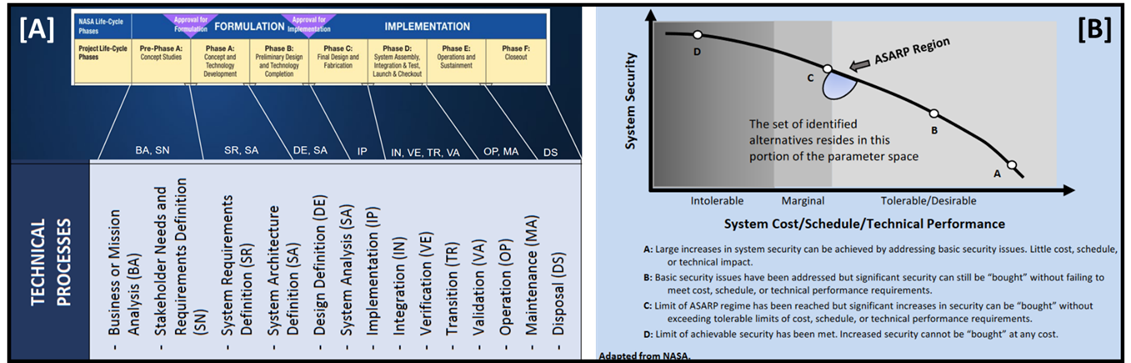 [A]
NASA Life-Cycle
Phases
Approval for
Formulation
FORMULATION
Approval for
Implementation
IMPLEMENTATION
Project Life-Cycle
Phases
Pre-Phase A:
Concept Studies
Phase A:
Concept and
Technology
Development
Phase B:
Preliminary Design
and Technology
Completion
Phase C:
Final Design and
Fabrication
Phase D:
System Assembly,
Integration & Test,
Launch & Checkout
Phase E:
Operations and
Sustainment
Phase F:
Closeout
BA, SN
SR, SA
DE, SA
IP
IN, VE, TR, VA
OP, MA
DS
TECHNICAL
PROCESSES
- Business or Mission
Analysis (BA)
- Stakeholder Needs and
Requirements Definition
(SN)
- System Requirements
Definition (SR)
- System Architecture
Definition (SA)
- Design Definition (DE)
- System Analysis (SA)
- Implementation (IP)
- Integration (IN)
- Verification (VE)
- Transition (TR)
- Validation (VA)
- Operation (OP)
- Maintenance (MA)
- Disposal (DS)
[B]
System Security
D
ASARP Region
C
The set of identified
alternatives resides in this
portion of the parameter space
B
A
Intolerable
Marginal
Tolerable/Desirable
System Cost/Schedule/Technical Performance
A: Large increases in system security can be achieved by addressing basic security issues. Little cost, schedule,
or technical impact.
B: Basic security issues have been addressed but significant security can still be “bought” without failing to
meet cost, schedule, or technical performance requirements.
C: Limit of ASARP regime has been reached but significant increases in security can be “bought” without
exceeding tolerable limits of cost, schedule, or technical performance requirements.
D: Limit of achievable security has been met. Increased security cannot be “bought” at any cost.
Adapted from NASA.